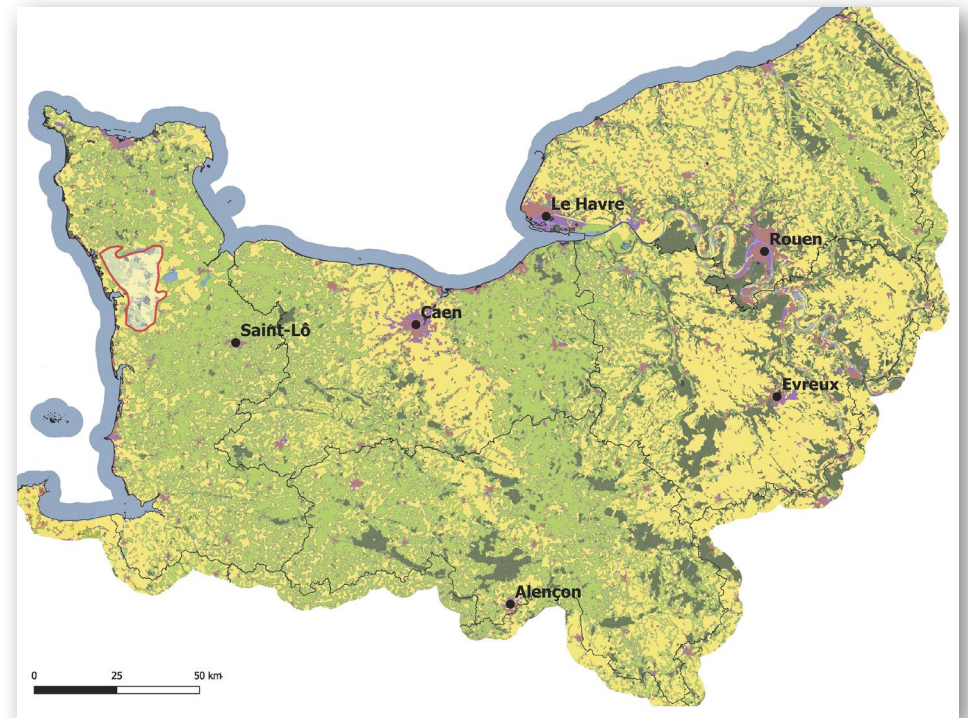 Le Havre
Rouen
Caen
Saint-Lô
Evreux
Alençon
0 25 50 km